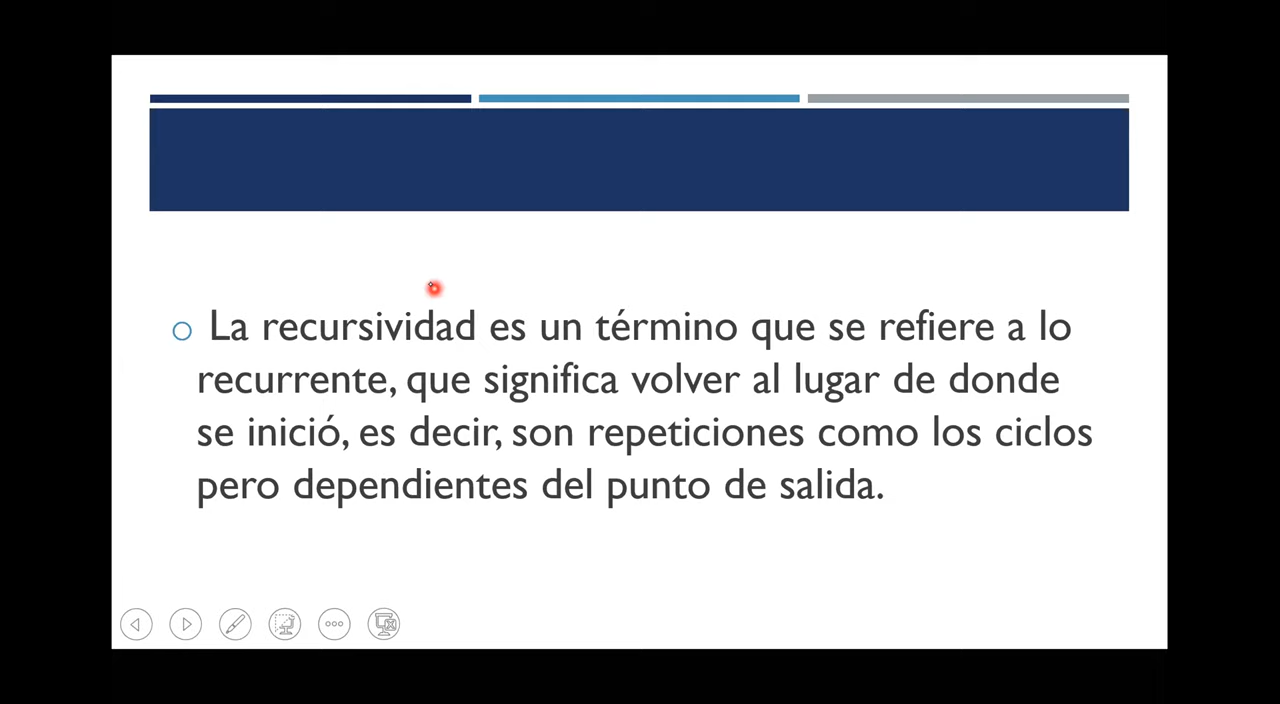 La recursividad es un término que se refiere a lo
recurrente, que significa volver al lugar de donde
se inició, es decir, son repeticiones como los ciclos
pero dependientes del punto de salida.